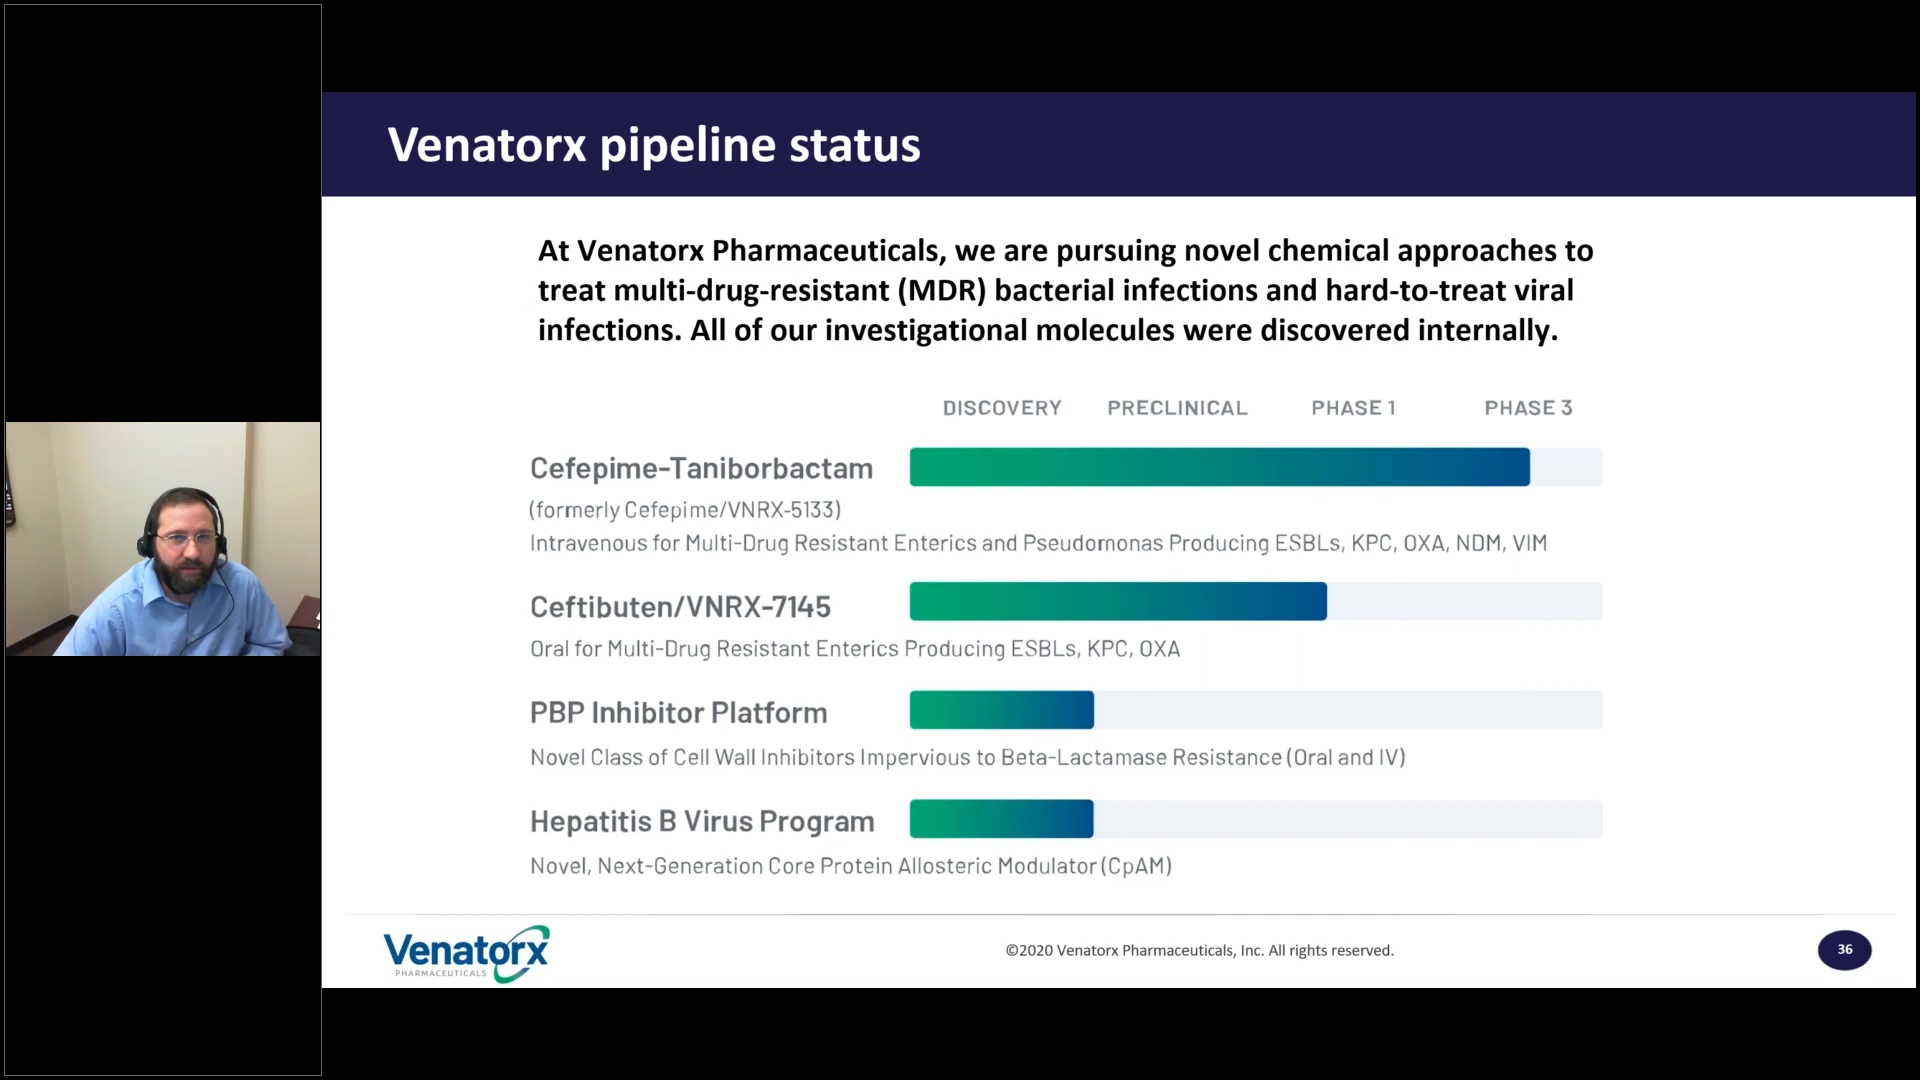 Venatorx pipeline status
At Venatorx Pharmaceuticals, we are pursuing novel chemical approaches to
treat multi-drug-resistant (MDR) bacterial infections and hard-to-treat viral
infections. All of our investigational molecules were discovered internally.
DISCOVERY PRECLINICAL PHASE 1 PHASE 3
Cefepime-Taniborbactam
(formerly Cefepime/VNRX-5133)
Intravenous for Multi-Drug Resistant Enterics and Pseudomonas Producing ESBLs, KPC, OXA, NDM, VIM
Ceftibuten/VNRX-7145
Oral for Multi-Drug Resistant Enterics Producing ESBLs, KPC, OXA
PBP Inhibitor Platform
Novel Class of Cell Wall Inhibitors Impervious to Beta-Lactamase Resistance (Oral and IV)
Hepatitis B Virus Program
Novel, Next-Generation Core Protein Allosteric Modulator (CpAM)
Venatorx
PHARMACEUTICALS
©2020 Venatorx Pharmaceuticals, Inc. All rights reserved.
36